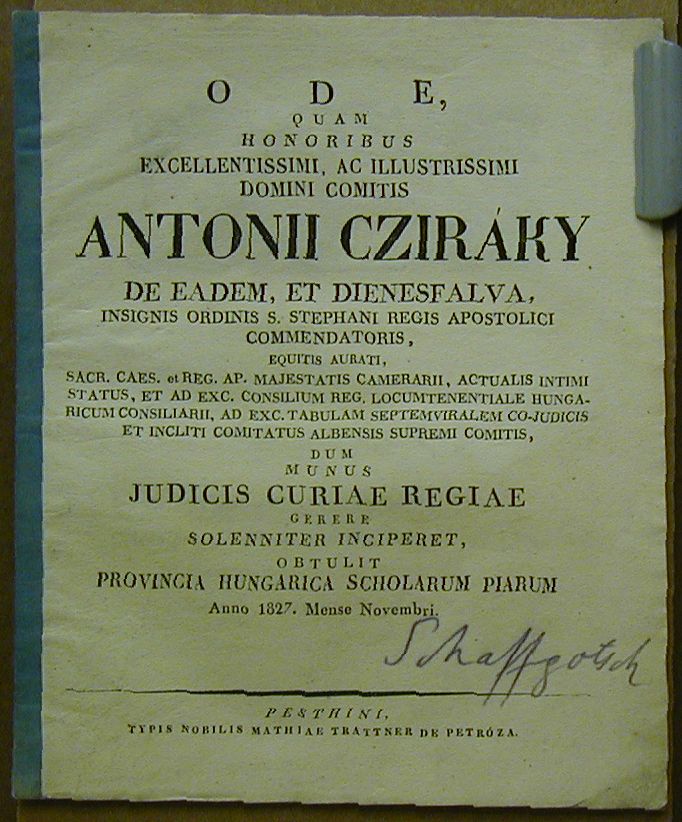 ODE,
QUAM
HONORIBUS
EXCELLENTISSIMI, AC ILLUSTRISSIMI
DOMINI COMITIS
ANTONII CZIRÁKY
DE EADEM, ET DIENESFALVA,
INSIGNIS ORDINIS S. STEPHANI REGIS APOSTOLICI
COMMENDATORIS,
EQUITIS AURATI,
SACR. CAES. et REG. AP. MAJESTATIS CAMERARII, ACTUALIS INTIMI
STATUS, ET AD EXC. CONSILIUM REG. LOCUMTENENTIALE HUNGA-
RICUM CONSILIARII, AD EXC. TABULAM SEPTEMVIRALEM CO-JUDICIS
ET INCLITI COMITATUS ALBENSIS SUPREMI COMITIS,
DUM
MUNUS
JUDICIS CURIAE REGIAE
GERERE
SOLENNITER INCIPERET,
OBTULIT
PROVINCIA HUNGARICA SCHOLARUM PIARUM
Anno 1827. Mense Novembri.
Schaffgotsch
PESTHINI,
TYPIS NOBILIS MATHIAE TRATTNER DE PETRÓZA.